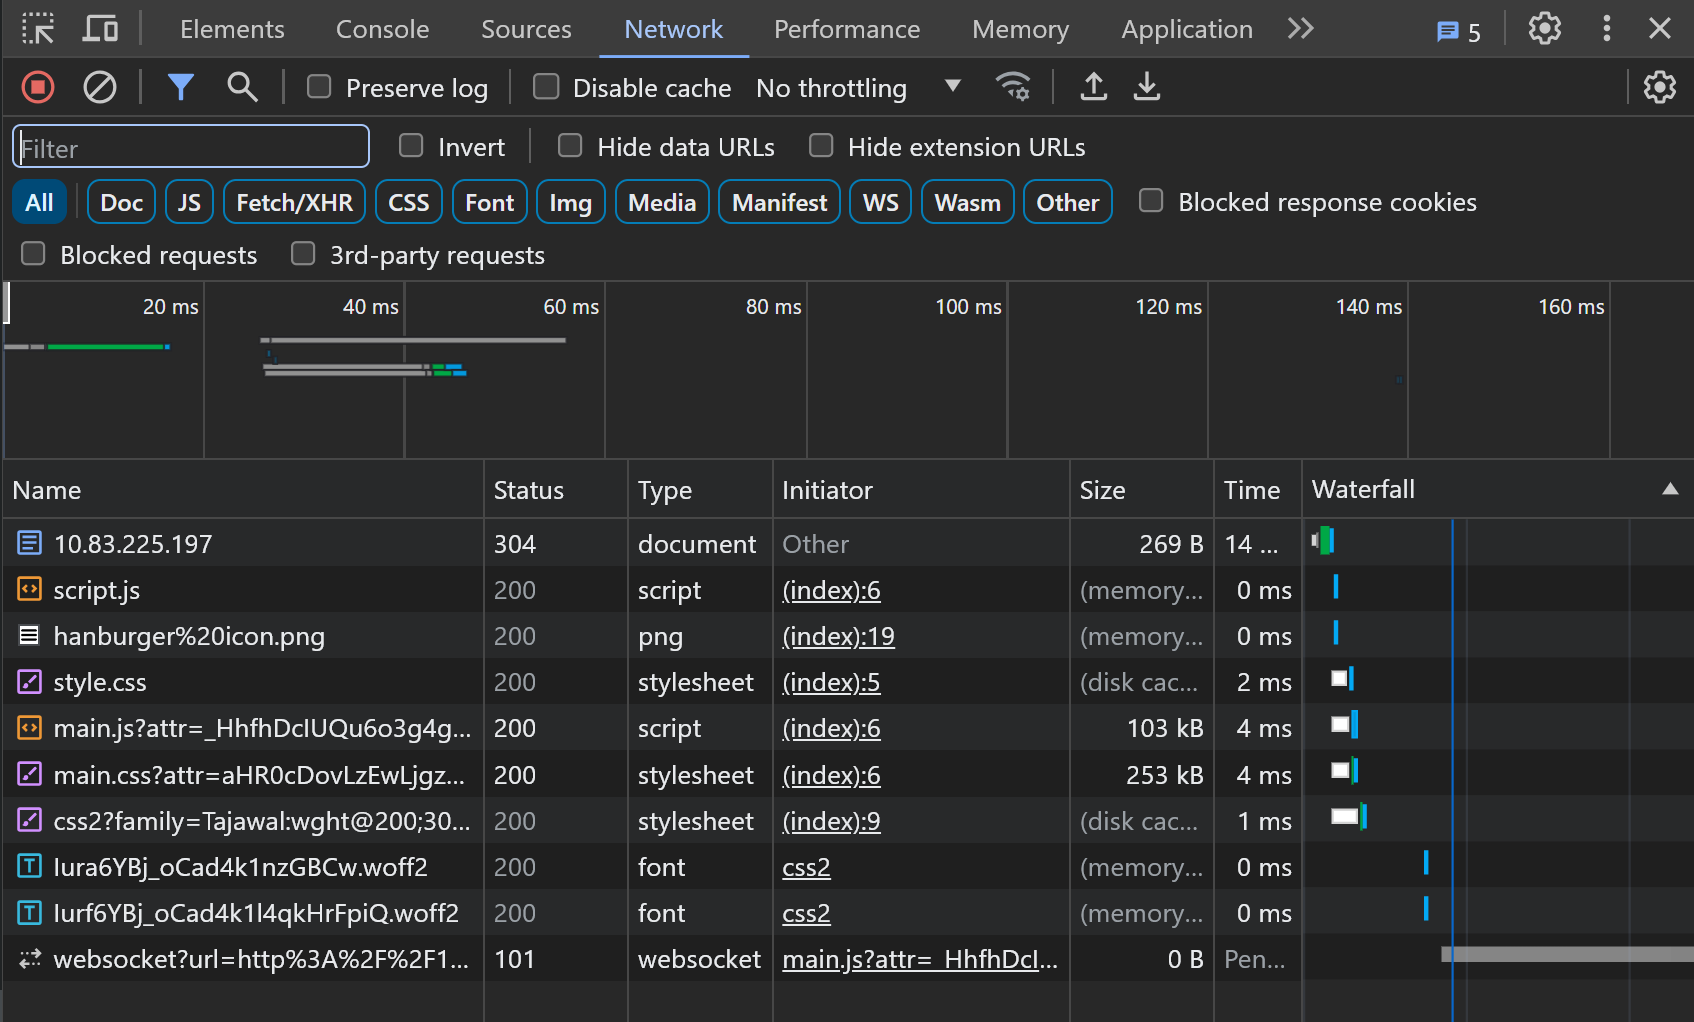 Elements Console Sources Network Performance Memory Application 5
Preserve log Disable cache No throttling
Filter Invert Hide data URLs Hide extension URLs
All Doc JS Fetch/XHR CSS Font Img Media Manifest WS Wasm Other Blocked response cookies
Blocked requests 3rd-party requests
20 ms 40 ms 60 ms 80 ms 100 ms 120 ms 140 ms 160 ms
Name Status Type Initiator Size Time Waterfall
10.83.225.197 304 document Other 269 B 14 ...
script.js 200 script (index):6 (memory... 0 ms
hanburger%20icon.png 200 png (index):19 (memory... 0 ms
style.css 200 stylesheet (index):5 (disk cac... 2 ms
main.js?attr=_HhfhDcIUQu6o3g4g... 200 script (index):6 103 kB 4 ms
main.css?attr=aHR0cDovLzEwLjgz... 200 stylesheet (index):6 253 kB 4 ms
css2?family=Tajawal:wght@200;30... 200 stylesheet (index):9 (disk cac... 1 ms
Iura6YBj_oCad4k1nzGBCw.woff2 200 font css2 (memory... 0 ms
Iurf6YBj_oCad4k1l4qkHrFpiQ.woff2 200 font css2 (memory... 0 ms
websocket?url=http%3A%2F%2F1... 101 websocket main.js?attr=_HhfhDcI... 0 B Pen...